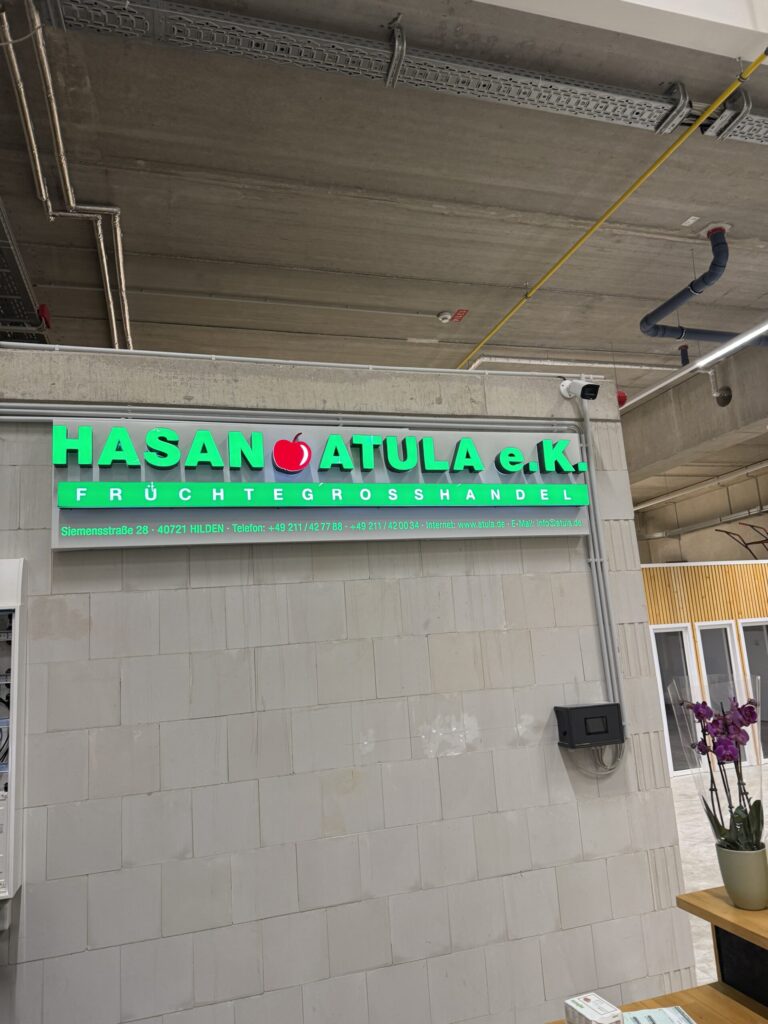 HASAN ATULA e.K.
FRÜCHTEGROSSHANDEL
Siemensstraße 28 · 40721 HILDEN · Telefon: +49 211 / 42 77 88 · +49 211 / 42 00 34 · Internet: www.atula.de · E-Mail: info@atula.de